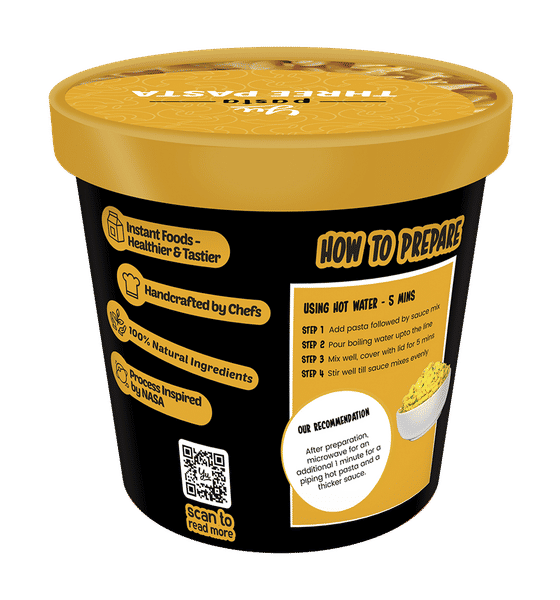 THREE PASTA
pasta
Yu
Instant Foods -
Healthier & Tastier
Handcrafted by Chefs
100% Natural Ingredients
Process Inspired
by NASA
Yu
scan to
read more
HOW TO PREPARE
USING HOT WATER - 5 MINS
STEP 1 Add pasta followed by sauce mix
STEP 2 Pour boiling water upto the line
STEP 3 Mix well, cover with lid for 5 mins
STEP 4 Stir well till sauce mixes evenly
OUR RECOMMENDATION
After preparation,
microwave for an
additional 1 minute for a
piping hot pasta and a
thicker sauce.